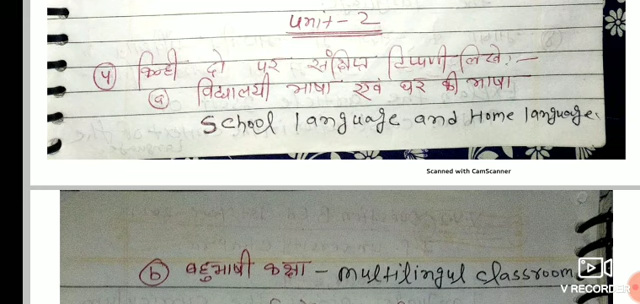 Unit-2
④ किन्ही दो पर संक्षिप्त टिप्पणी लिखे :-
ⓐ विद्यालयी भाषा एवं घर की भाषा
School language and Home language.
Scanned with CamScanner
ⓑ बहुभाषी कक्षा - multilingul classroom
V RECORDER